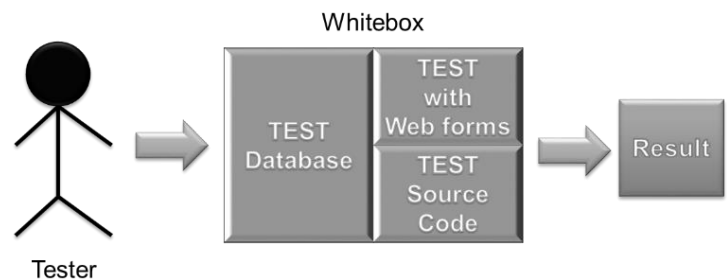 Whitebox
TEST
Database
TEST
with
Web forms
TEST
Source
Code
Result
Tester